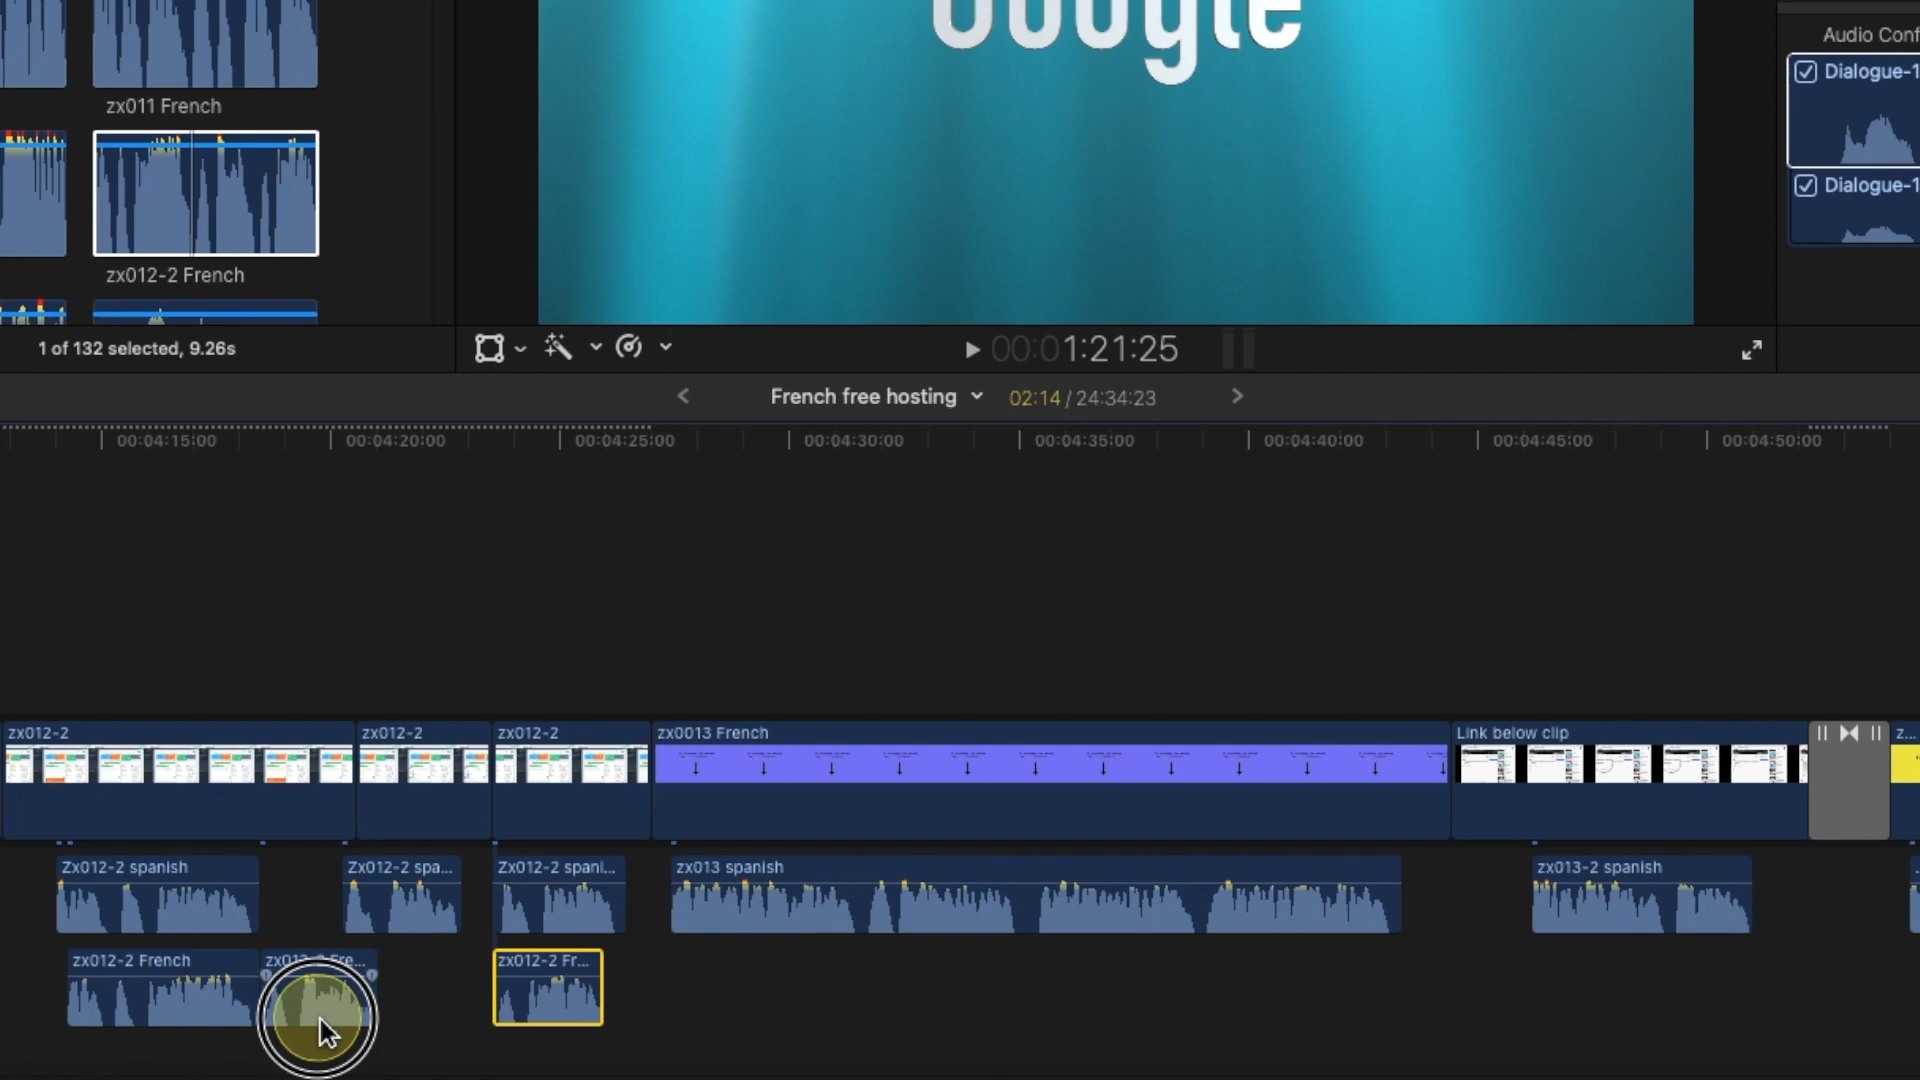 Google
Audio Conf
Dialogue-1
Dialogue-1
zx011 French
zx012-2 French
1 of 132 selected, 9.26s
00:01:21:25
French free hosting
02:14 / 24:34:23
00:04:15:00
00:04:20:00
00:04:25:00
00:04:30:00
00:04:35:00
00:04:40:00
00:04:45:00
00:04:50:00
zx012-2
zx012-2
zx012-2
zx0013 French
Link below clip
z...
Zx012-2 spanish
Zx012-2 spa...
Zx012-2 spani...
zx013 spanish
zx013-2 spanish
zx012-2 French
zx012-2 Fre...
zx012-2 Fr...